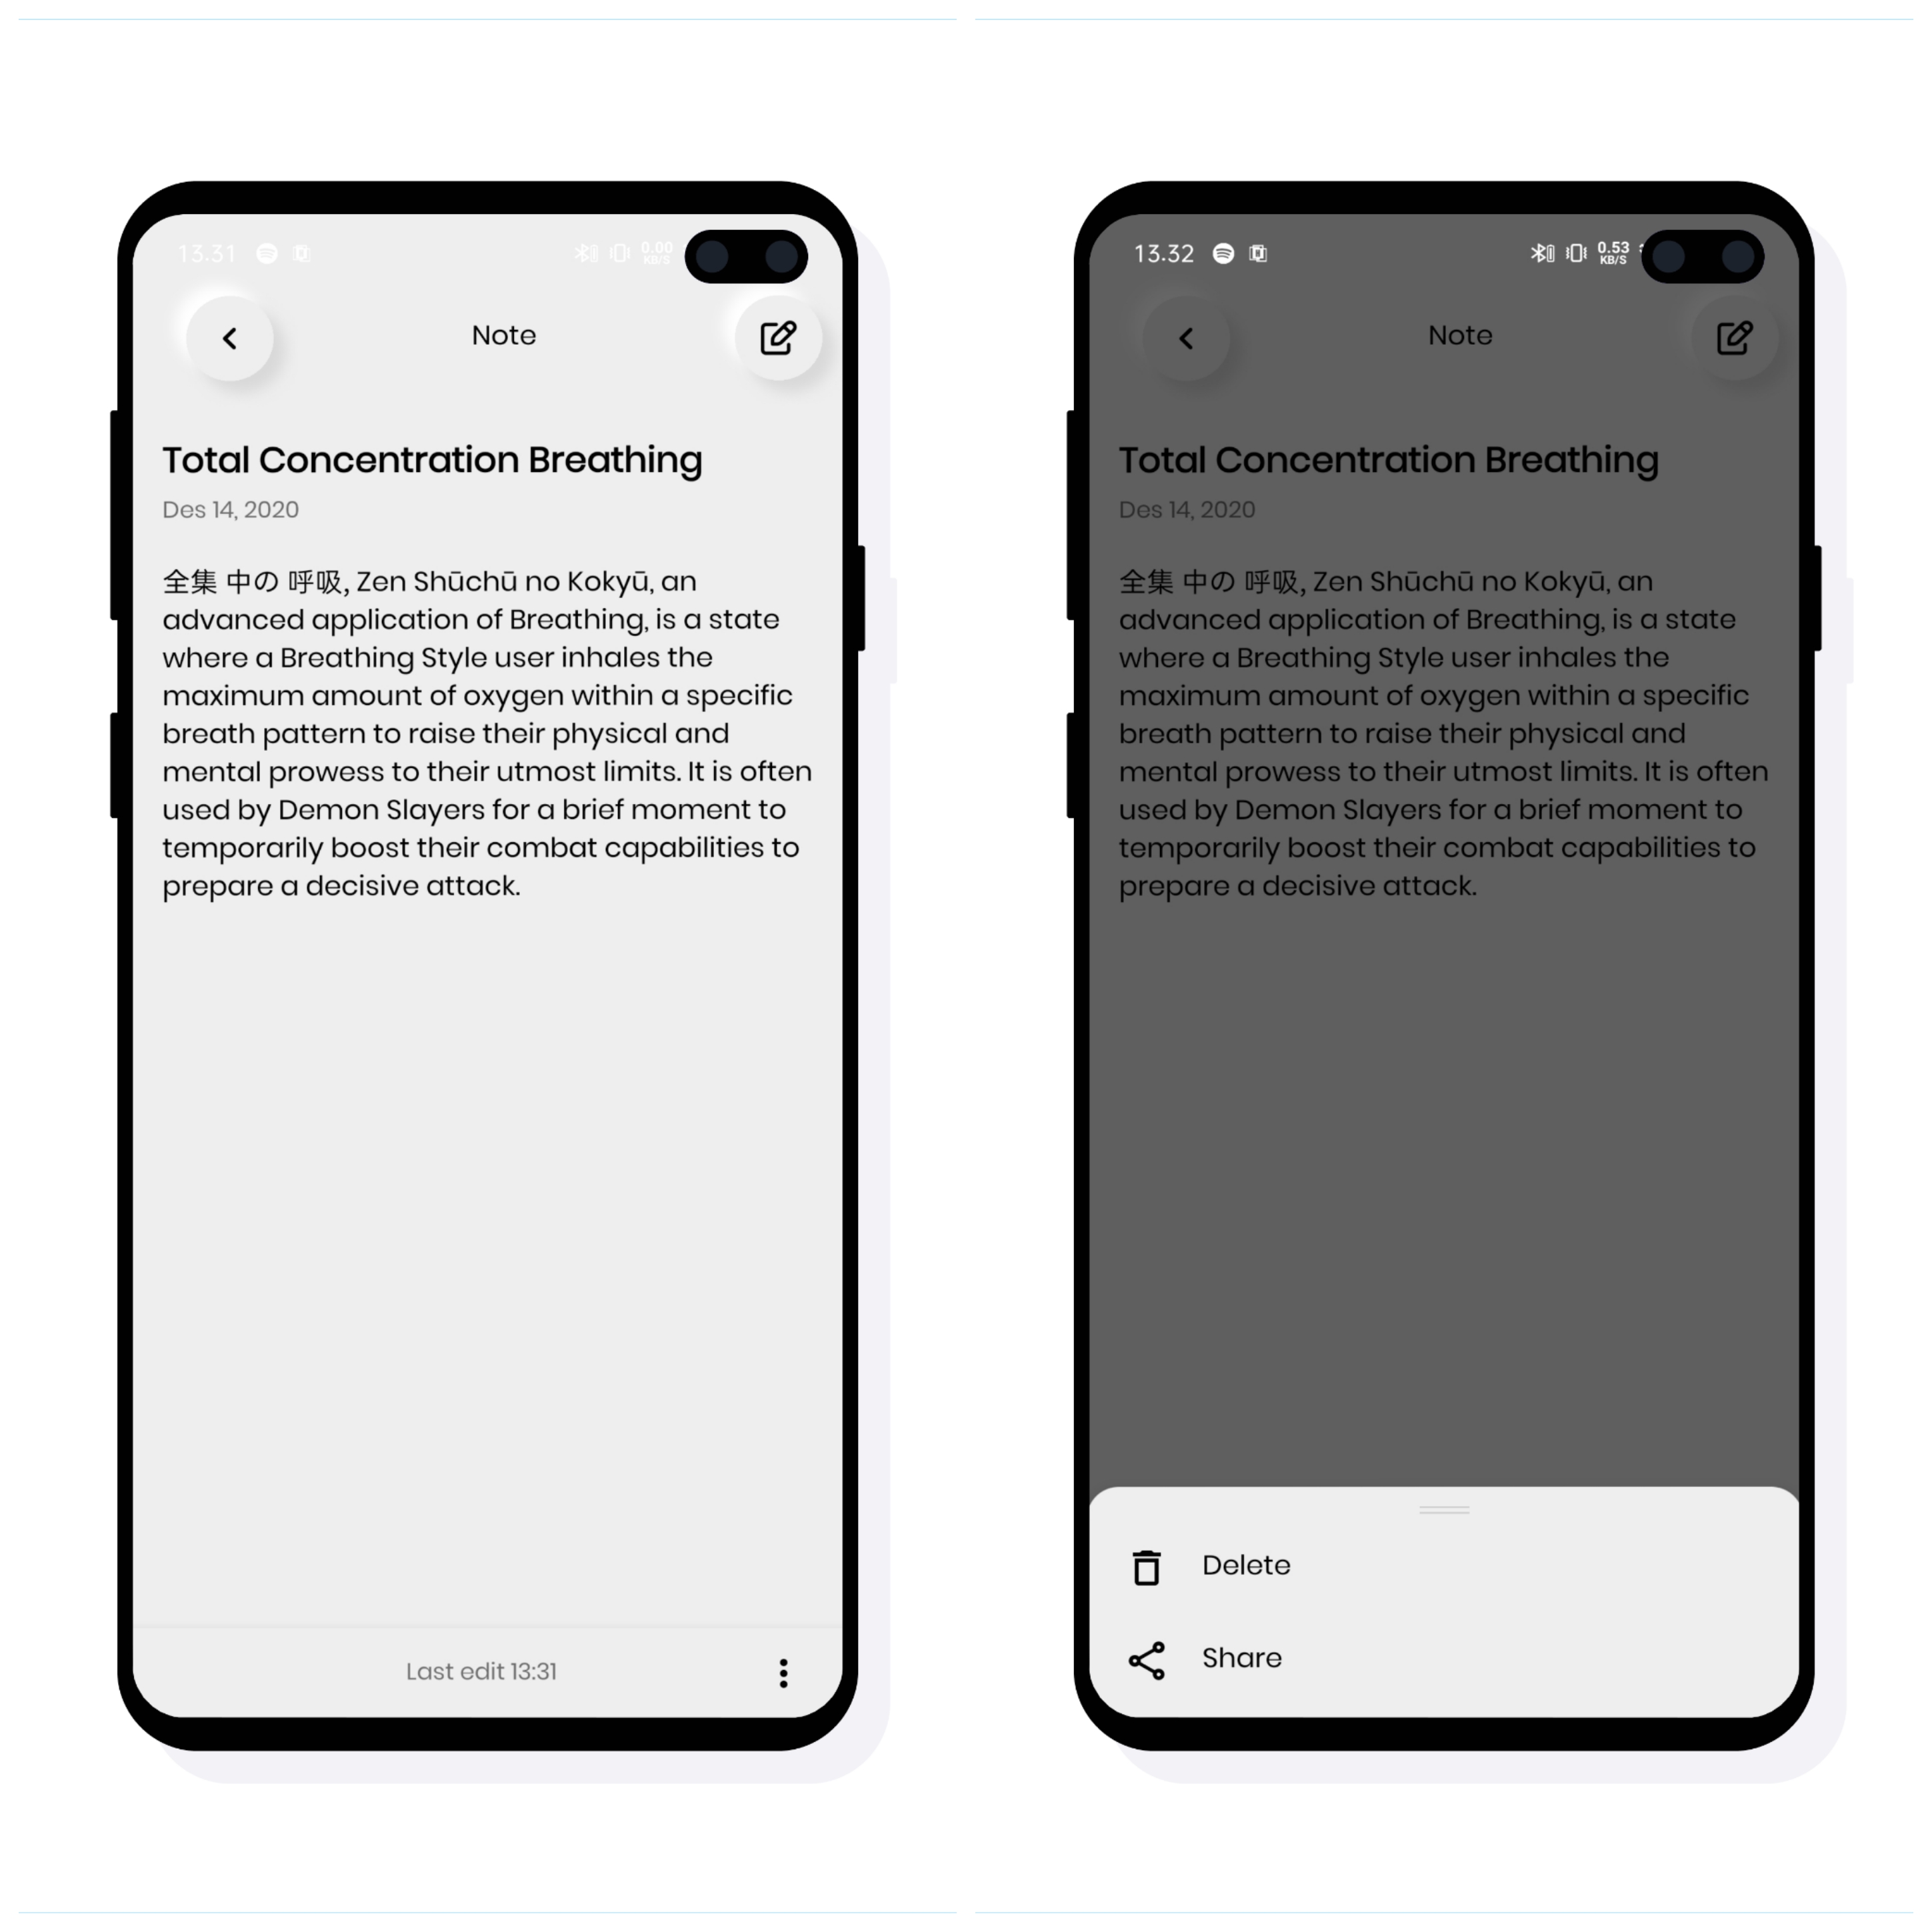 13.31
0.00
KB/S
Note
Total Concentration Breathing
Des 14, 2020
全集 中の 呼吸, Zen Shūchū no Kokyū, an
advanced application of Breathing, is a state
where a Breathing Style user inhales the
maximum amount of oxygen within a specific
breath pattern to raise their physical and
mental prowess to their utmost limits. It is often
used by Demon Slayers for a brief moment to
temporarily boost their combat capabilities to
prepare a decisive attack.
Last edit 13:31
13.32
0.53
KB/S
Note
Total Concentration Breathing
Des 14, 2020
全集 中の 呼吸, Zen Shūchū no Kokyū, an
advanced application of Breathing, is a state
where a Breathing Style user inhales the
maximum amount of oxygen within a specific
breath pattern to raise their physical and
mental prowess to their utmost limits. It is often
used by Demon Slayers for a brief moment to
temporarily boost their combat capabilities to
prepare a decisive attack.
Delete
Share